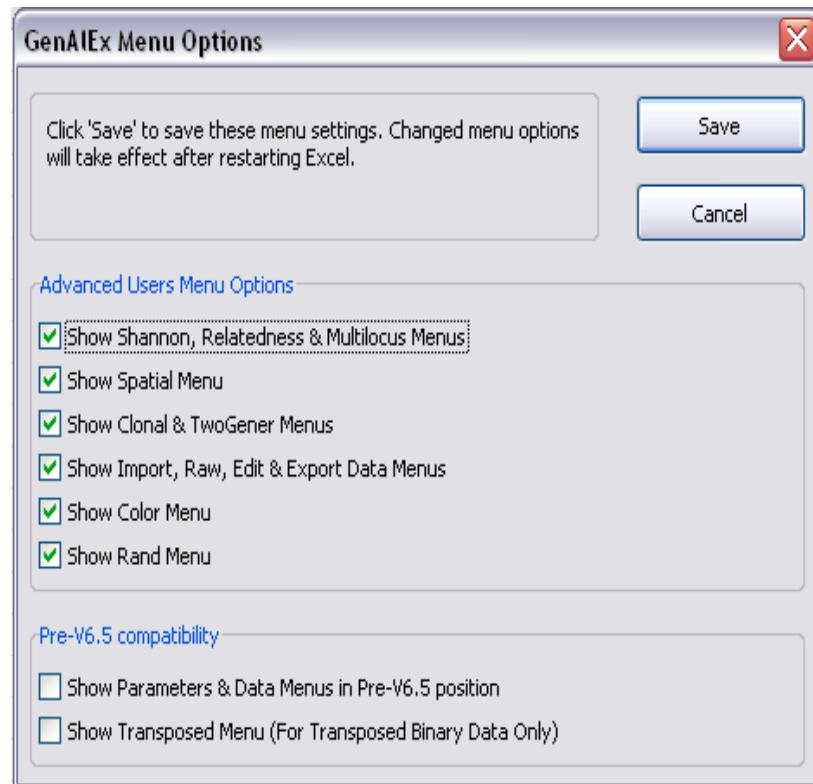 GenAlEx Menu Options
Click 'Save' to save these menu settings. Changed menu options
will take effect after restarting Excel.
Save
Cancel
Advanced Users Menu Options
Show Shannon, Relatedness & Multilocus Menus
Show Spatial Menu
Show Clonal & TwoGener Menus
Show Import, Raw, Edit & Export Data Menus
Show Color Menu
Show Rand Menu
Pre-V6.5 compatibility
Show Parameters & Data Menus in Pre-V6.5 position
Show Transposed Menu (For Transposed Binary Data Only)